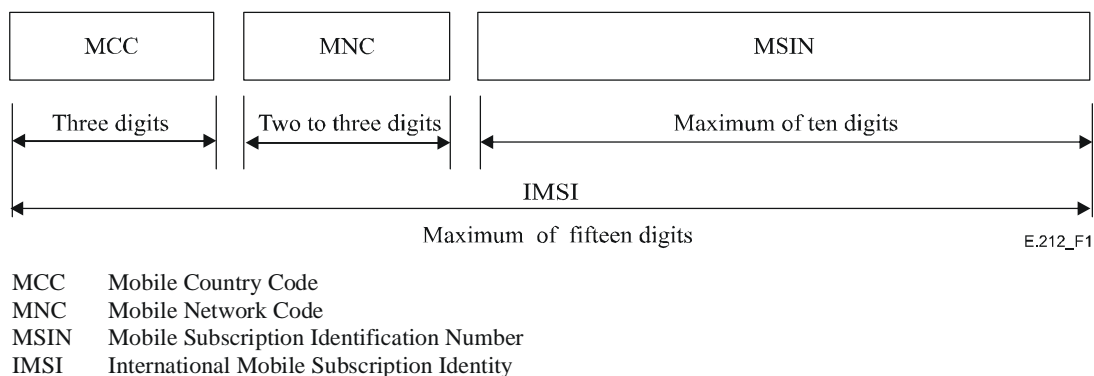 MCC MNC MSIN
Three digits Two to three digits Maximum of ten digits
IMSI
Maximum of fifteen digits
E.212_F1
MCC Mobile Country Code
MNC Mobile Network Code
MSIN Mobile Subscription Identification Number
IMSI International Mobile Subscription Identity